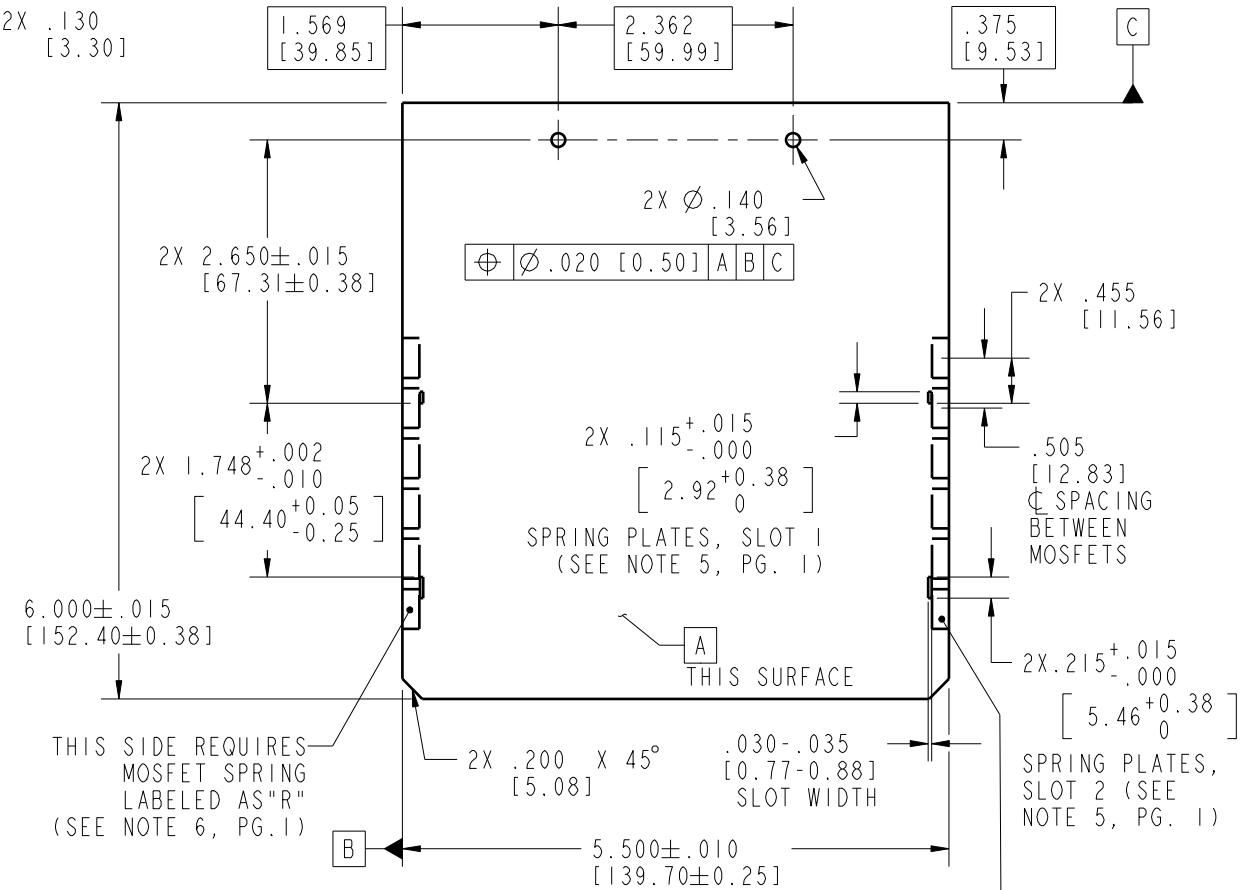 2X .130
[3.30]
1.569
[39.85]
2.362
[59.99]
.375
[9.53]
C
2X Ø .140
[3.56]
⌖ Ø.020 [0.50] A B C
2X 2.650±.015
[67.31±0.38]
2X .455
[11.56]
2X .115 +.015
-.000
[2.92 +0.38
0]
SPRING PLATES, SLOT 1
(SEE NOTE 5, PG. 1)
.505
[12.83]
℄ SPACING
BETWEEN
MOSFETS
2X 1.748 +.002
-.010
[44.40 +0.05
-0.25]
6.000±.015
[152.40±0.38]
A
THIS SURFACE
2X.215 +.015
-.000
[5.46 +0.38
0]
SPRING PLATES,
SLOT 2 (SEE
NOTE 5, PG. 1)
THIS SIDE REQUIRES
MOSFET SPRING
LABELED AS"R"
(SEE NOTE 6, PG.1)
2X .200 X 45°
[5.08]
.030-.035
[0.77-0.88]
SLOT WIDTH
B
5.500±.010
[139.70±0.25]